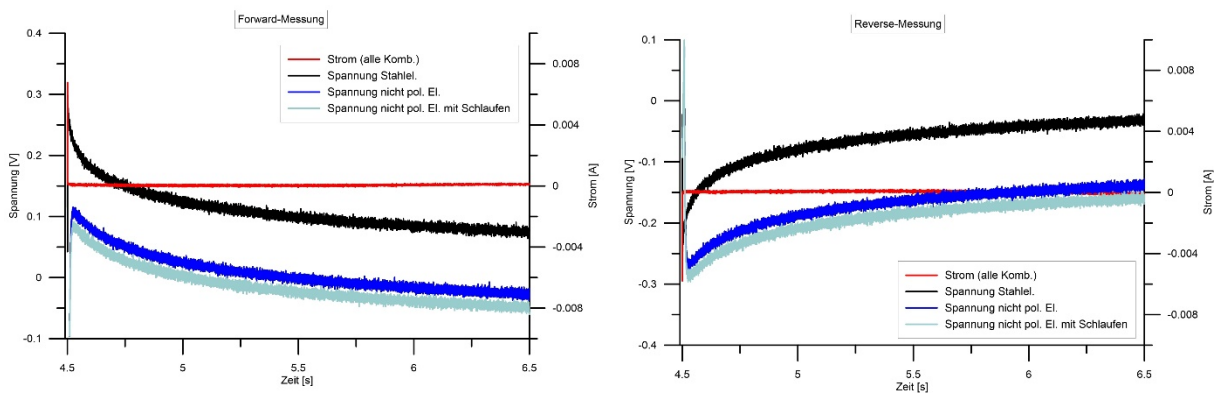 Forward-Messung
0.4
0.3
0.2
0.1
0
-0.1
Spannung [V]
0.008
0.004
0
-0.004
-0.008
Strom [A]
4.5
5
5.5
6
6.5
Zeit [s]
Strom (alle Komb.)
Spannung Stahlel.
Spannung nicht pol. El.
Spannung nicht pol. El. mit Schlaufen
Reverse-Messung
0.1
0
-0.1
-0.2
-0.3
-0.4
Spannung [V]
0.008
0.004
0
-0.004
-0.008
Strom [A]
4.5
5
5.5
6
6.5
Zeit [s]
Strom (alle Komb.)
Spannung Stahlel.
Spannung nicht pol. El.
Spannung nicht pol. El. mit Schlaufen